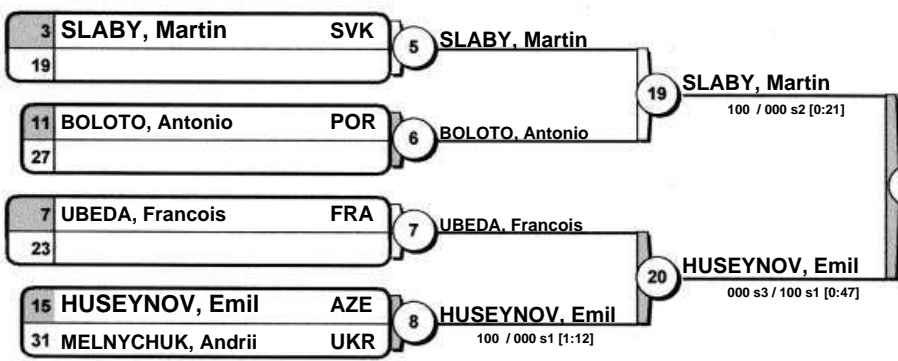 3 SLABY, Martin SVK
19
5 SLABY, Martin
11 BOLOTO, Antonio POR
27
6 BOLOTO, Antonio
19 SLABY, Martin
100 / 000 s2 [0:21]
7 UBEDA, Francois FRA
23
7 UBEDA, Francois
15 HUSEYNOV, Emil AZE
31 MELNYCHUK, Andrii UKR
8 HUSEYNOV, Emil
100 / 000 s1 [1:12]
20 HUSEYNOV, Emil
000 s3 / 100 s1 [0:47]